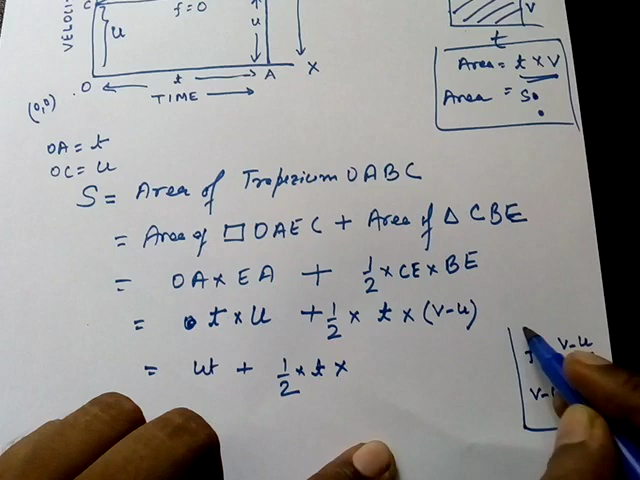 VELOCI
C
f=0
u
u
v
t
t
X
O
A
TIME
(0,0)
Area = t x v
Area = S
OA = t
OC = u
S = Area of Trapezium OABC
= Area of □ OAEC + Area of Δ CBE
= OA x EA + 1/2 x CE x BE
= t x u + 1/2 x t x (v-u)
= ut + 1/2 x t x
v-u